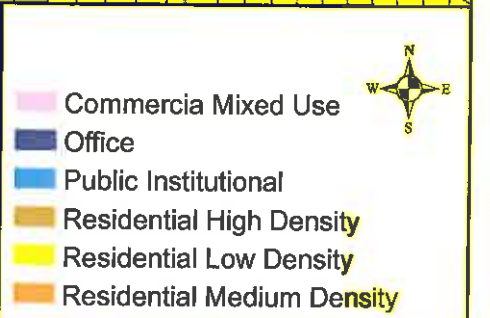 N
W E
S
Commercia Mixed Use
Office
Public Institutional
Residential High Density
Residential Low Density
Residential Medium Density